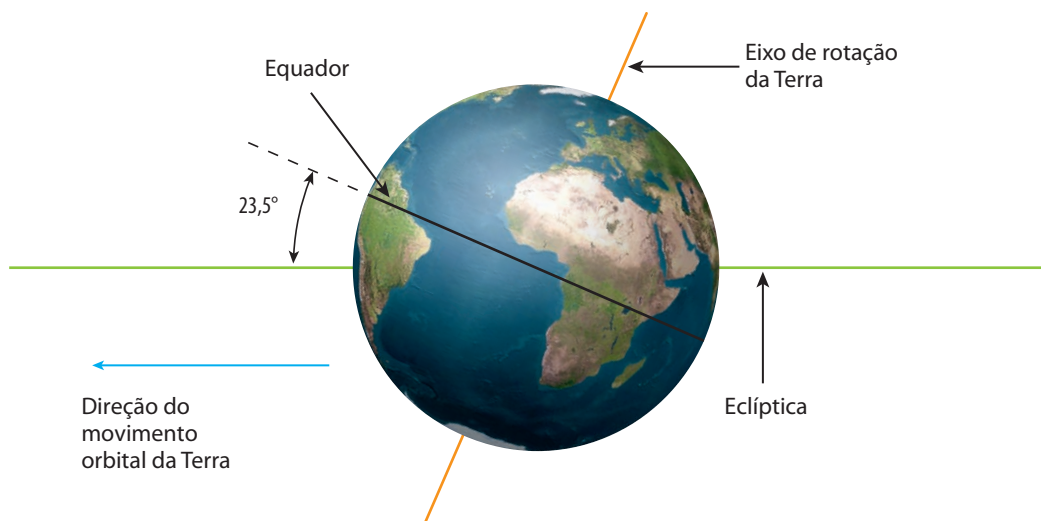 Eixo de rotação
da Terra
Equador
23,5°
Direção do
movimento
orbital da Terra
Eclíptica